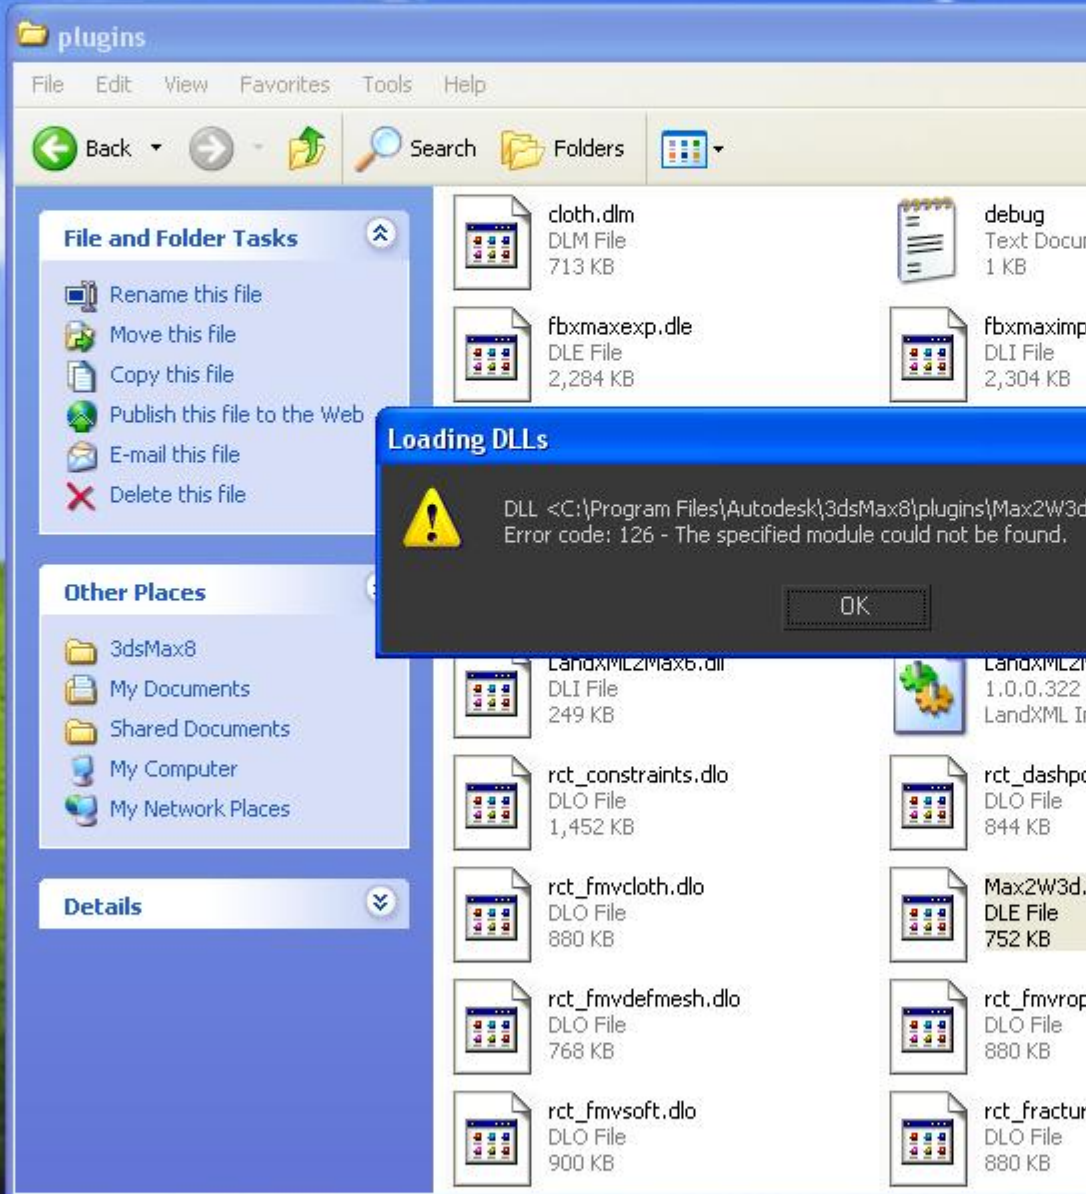 plugins
File Edit View Favorites Tools Help
Back Search Folders
File and Folder Tasks
Rename this file
Move this file
Copy this file
Publish this file to the Web
E-mail this file
Delete this file
Other Places
3dsMax8
My Documents
Shared Documents
My Computer
My Network Places
Details
cloth.dlm
DLM File
713 KB
debug
Text Docum
1 KB
fbxmaxexp.dle
DLE File
2,284 KB
fbxmaximp
DLI File
2,304 KB
Loading DLLs
DLL <C:\Program Files\Autodesk\3dsMax8\plugins\Max2W3d
Error code: 126 - The specified module could not be found.
OK
LandXML2Max6.dli
DLI File
249 KB
LandXML2M
1.0.0.322
LandXML I
rct_constraints.dlo
DLO File
1,452 KB
rct_dashpo
DLO File
844 KB
rct_fmvcloth.dlo
DLO File
880 KB
Max2W3d.
DLE File
752 KB
rct_fmvdefmesh.dlo
DLO File
768 KB
rct_fmvrop
DLO File
880 KB
rct_fmvsoft.dlo
DLO File
900 KB
rct_fractur
DLO File
880 KB